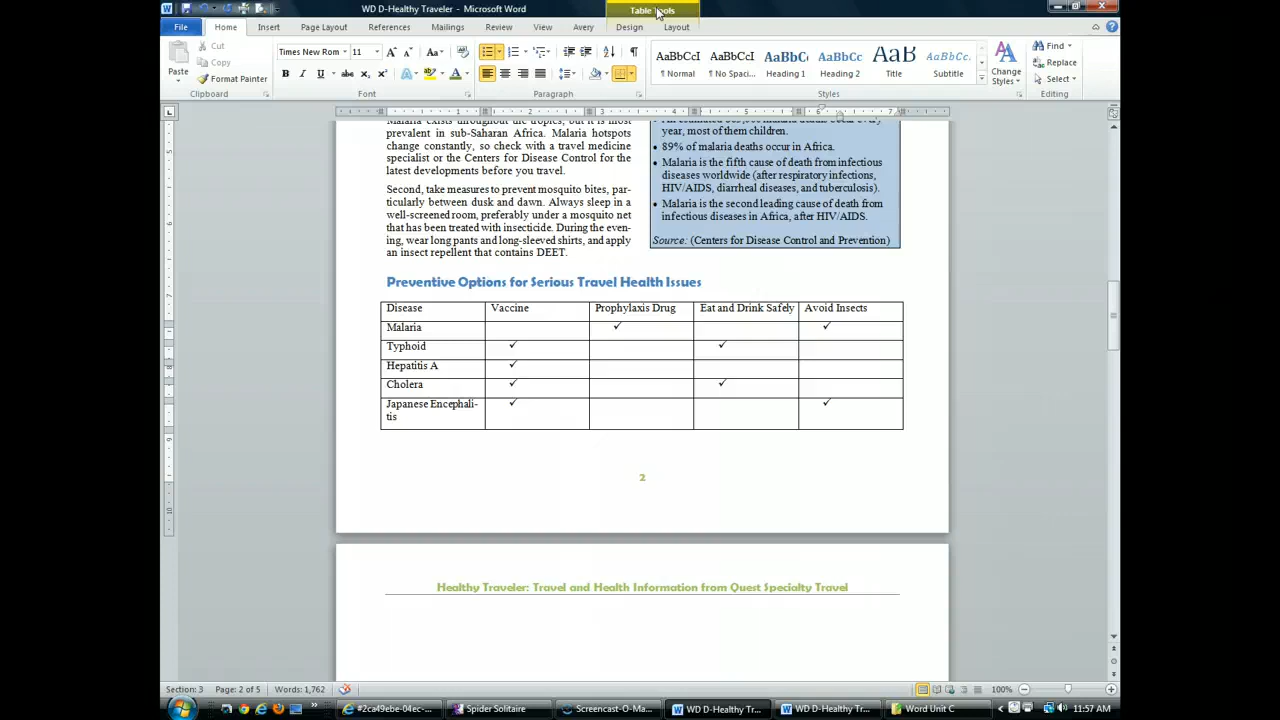 WD D-Healthy Traveler - Microsoft Word
Table Tools
File Home Insert Page Layout References Mailings Review View Avery Design Layout
Paste
Cut
Copy
Format Painter
Clipboard
Times New Rom 11
Font
Paragraph
AaBbCcI AaBbCcI AaBbCc AaBbCc AaB AaBbCc.
¶ Normal ¶ No Spaci... Heading 1 Heading 2 Title Subtitle
Change Styles
Styles
Find
Replace
Select
Editing
prevalent in sub-Saharan Africa. Malaria hotspots
change constantly, so check with a travel medicine
specialist or the Centers for Disease Control for the
latest developments before you travel.
Second, take measures to prevent mosquito bites, par-
ticularly between dusk and dawn. Always sleep in a
well-screened room, preferably under a mosquito net
that has been treated with insecticide. During the even-
ing, wear long pants and long-sleeved shirts, and apply
an insect repellent that contains DEET.
year, most of them children.
• 89% of malaria deaths occur in Africa.
• Malaria is the fifth cause of death from infectious
diseases worldwide (after respiratory infections,
HIV/AIDS, diarrheal diseases, and tuberculosis).
• Malaria is the second leading cause of death from
infectious diseases in Africa, after HIV/AIDS.
Source: (Centers for Disease Control and Prevention)
Preventive Options for Serious Travel Health Issues
Disease Vaccine Prophylaxis Drug Eat and Drink Safely Avoid Insects
Malaria ✓ ✓
Typhoid ✓ ✓
Hepatitis A ✓
Cholera ✓ ✓
Japanese Encephali- ✓ ✓
tis
2
Healthy Traveler: Travel and Health Information from Quest Specialty Travel
Section: 3 Page: 2 of 5 Words: 1,762 100%
#2ca49ebe-04ec-... Spider Solitaire Screencast-O-Ma... WD D-Healthy Tr... WD D-Healthy Tr... Word Unit C 11:57 AM